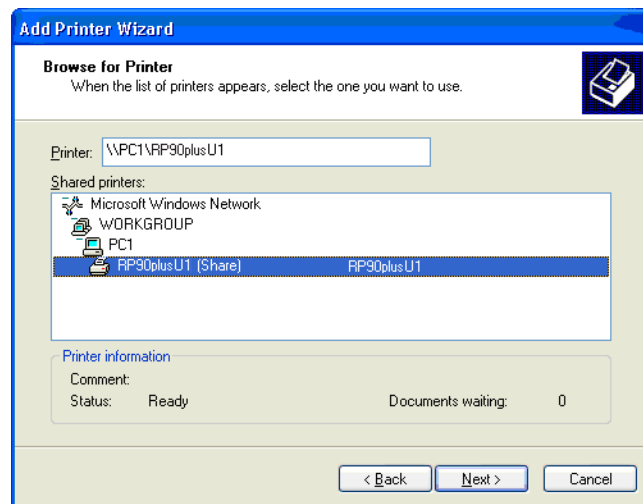 Add Printer Wizard
Browse for Printer
When the list of printers appears, select the one you want to use.
Printer: \\PC1\RP90plusU1
Shared printers:
Microsoft Windows Network
WORKGROUP
PC1
RP90plusU1 (Share) RP90plusU1
Printer information
Comment:
Status: Ready Documents waiting: 0
< Back Next > Cancel